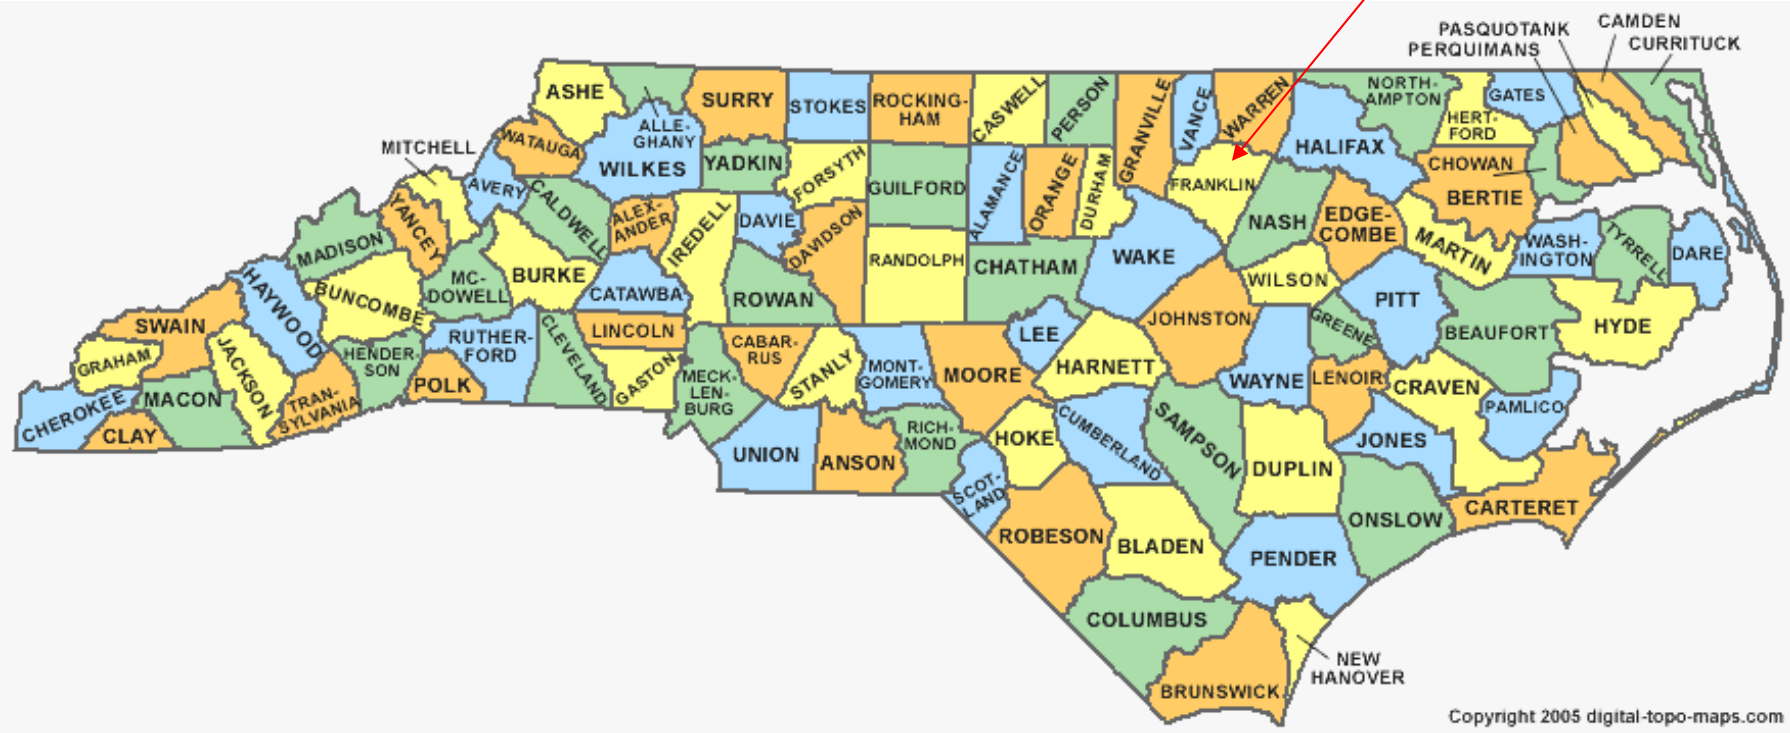 CAMDEN
PASQUOTANK
CURRITUCK
PERQUIMANS
ASHE
ALLE-
GHANY
SURRY
STOKES
ROCKING-
HAM
CASWELL
PERSON
GRANVILLE
VANCE
WARREN
NORTH-
AMPTON
HERT-
FORD
GATES
MITCHELL
WATAUGA
WILKES
YADKIN
FORSYTH
GUILFORD
ALAMANCE
ORANGE
DURHAM
FRANKLIN
HALIFAX
CHOWAN
BERTIE
AVERY
CALDWELL
ALEX-
ANDER
IREDELL
DAVIE
DAVIDSON
RANDOLPH
CHATHAM
WAKE
NASH
EDGE-
COMBE
MARTIN
WASH-
INGTON
TYRRELL
DARE
MADISON
YANCEY
MC-
DOWELL
BURKE
CATAWBA
ROWAN
JOHNSTON
WILSON
PITT
HAYWOOD
BUNCOMBE
GREENE
BEAUFORT
HYDE
SWAIN
GRAHAM
JACKSON
HENDER-
SON
RUTHER-
FORD
CLEVELAND
LINCOLN
GASTON
MECK-
LEN-
BURG
CABAR-
RUS
STANLY
MONT-
GOMERY
MOORE
LEE
HARNETT
WAYNE
LENOIR
CRAVEN
PAMLICO
CHEROKEE
CLAY
MACON
TRAN-
SYLVANIA
POLK
UNION
ANSON
RICH-
MOND
HOKE
CUMBERLAND
SAMPSON
DUPLIN
JONES
SCOT-
LAND
ROBESON
BLADEN
ONSLOW
CARTERET
PENDER
COLUMBUS
BRUNSWICK
NEW
HANOVER
Copyright 2005 digital-topo-maps.com